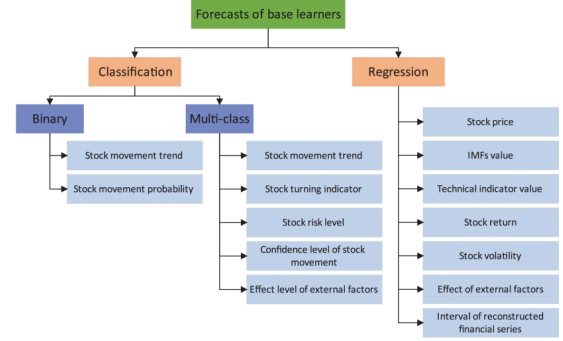 Forecasts of base learners
Classification
Regression
Binary
Multi-class
Stock movement trend
Stock movement probability
Stock movement trend
Stock turning indicator
Stock risk level
Confidence level of stock
movement
Effect level of external factors
Stock price
IMFs value
Technical indicator value
Stock return
Stock volatility
Effect of external factors
Interval of reconstructed
financial series